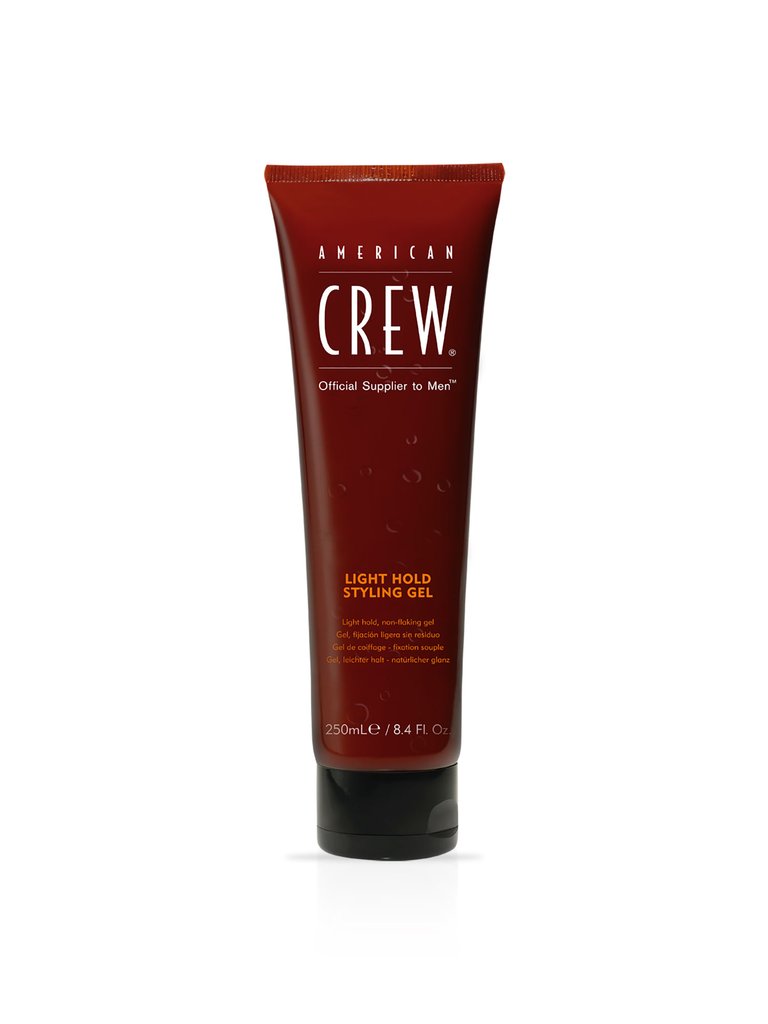 AMERICAN
CREW®
Official Supplier to Men™
LIGHT HOLD
STYLING GEL
Light hold, non-flaking gel
Gel, fijación ligera sin residuo
Gel de coiffage - fixation souple
Gel, leichter halt - natürlicher glanz
250mL℮ / 8.4 Fl. Oz.